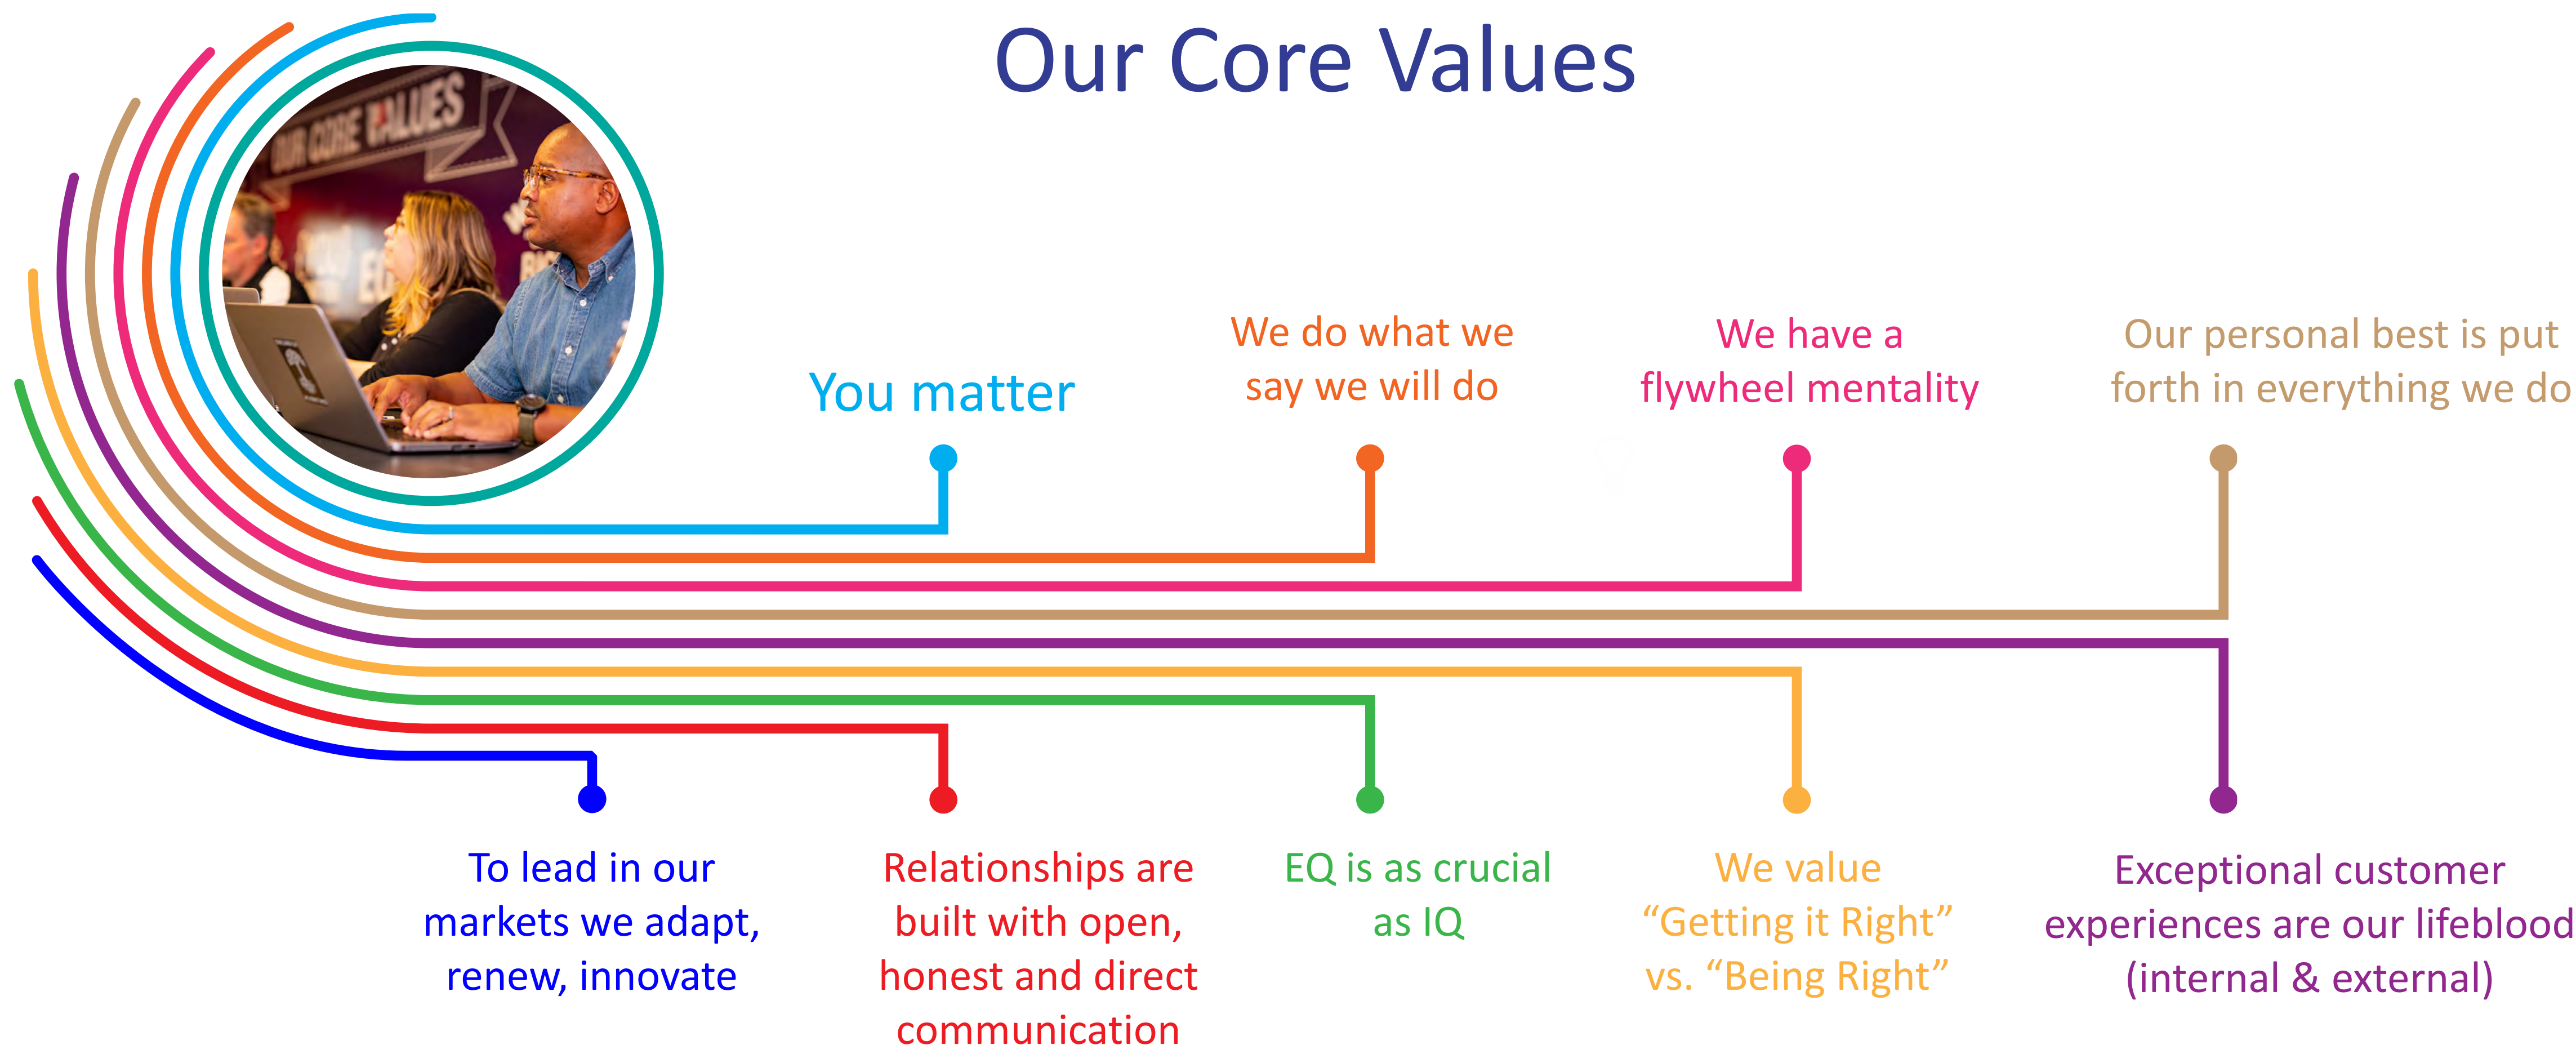 Our Core Values
OUR CORE VALUES
You matter
We do what we
say we will do
We have a
flywheel mentality
Our personal best is put
forth in everything we do
To lead in our
markets we adapt,
renew, innovate
Relationships are
built with open,
honest and direct
communication
EQ is as crucial
as IQ
We value
“Getting it Right”
vs. “Being Right”
Exceptional customer
experiences are our lifeblood
(internal & external)